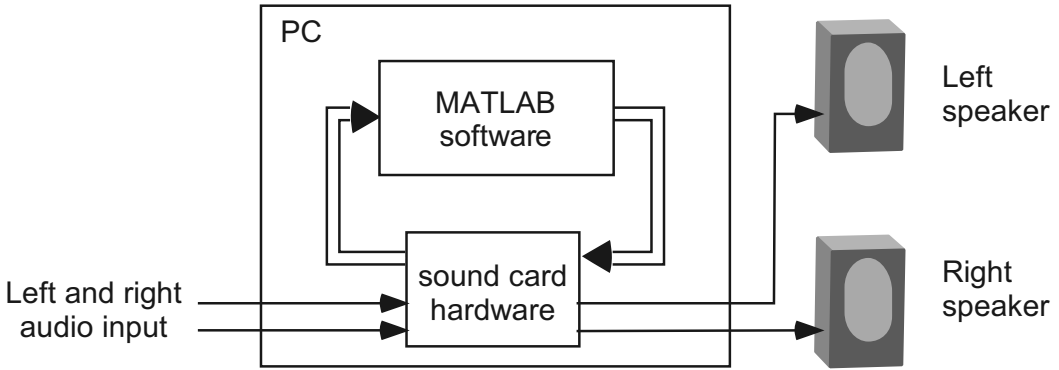 PC
MATLAB
software
sound card
hardware
Left and right
audio input
Left
speaker
Right
speaker